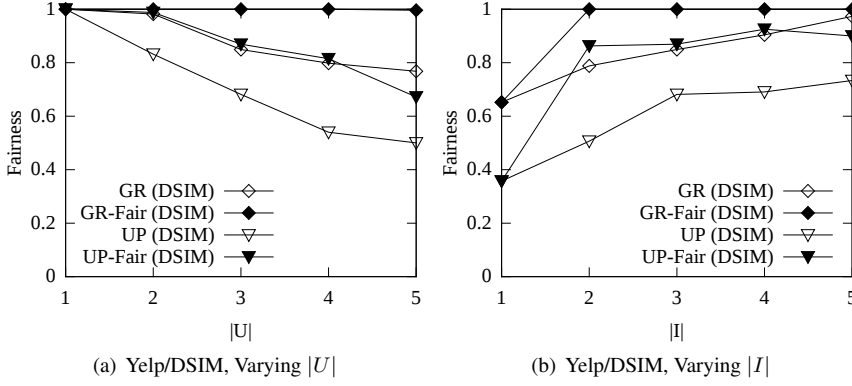 1
0.8
0.6
0.4
0.2
0
Fairness
GR (DSIM)
GR-Fair (DSIM)
UP (DSIM)
UP-Fair (DSIM)
1 2 3 4 5
|U|
(a) Yelp/DSIM, Varying |U|
1
0.8
0.6
0.4
0.2
0
Fairness
GR (DSIM)
GR-Fair (DSIM)
UP (DSIM)
UP-Fair (DSIM)
1 2 3 4 5
|I|
(b) Yelp/DSIM, Varying |I|